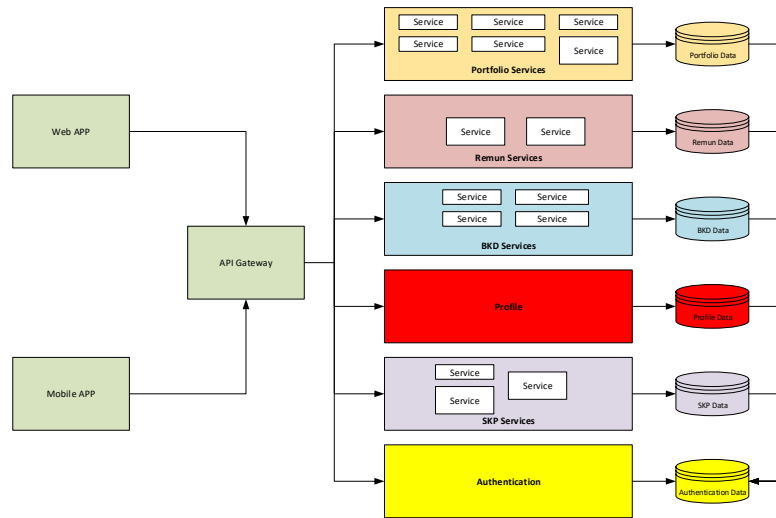 Service
Service
Service
Service
Service
Service
Portfolio Services
Portfolio Data
Web APP
Service
Service
Remun Services
Remun Data
Service
Service
Service
Service
BKD Services
BKD Data
API Gateway
Profile
Profile Data
Mobile APP
Service
Service
Service
SKP Services
SKP Data
Authentication
Authentication Data